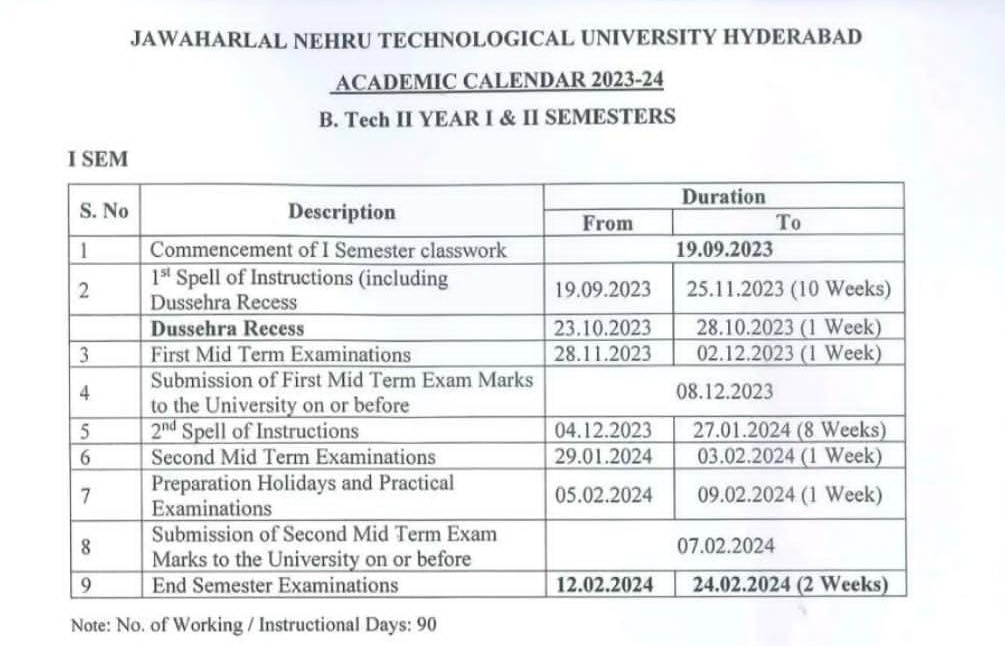 JAWAHARLAL NEHRU TECHNOLOGICAL UNIVERSITY HYDERABAD
ACADEMIC CALENDAR 2023-24
B. Tech II YEAR I & II SEMESTERS
I SEM
S. No Description Duration
From To
1 Commencement of I Semester classwork 19.09.2023
2 1st Spell of Instructions (including
Dussehra Recess 19.09.2023 25.11.2023 (10 Weeks)
Dussehra Recess 23.10.2023 28.10.2023 (1 Week)
3 First Mid Term Examinations 28.11.2023 02.12.2023 (1 Week)
4 Submission of First Mid Term Exam Marks
to the University on or before 08.12.2023
5 2nd Spell of Instructions 04.12.2023 27.01.2024 (8 Weeks)
6 Second Mid Term Examinations 29.01.2024 03.02.2024 (1 Week)
7 Preparation Holidays and Practical
Examinations 05.02.2024 09.02.2024 (1 Week)
8 Submission of Second Mid Term Exam
Marks to the University on or before 07.02.2024
9 End Semester Examinations 12.02.2024 24.02.2024 (2 Weeks)
Note: No. of Working / Instructional Days: 90